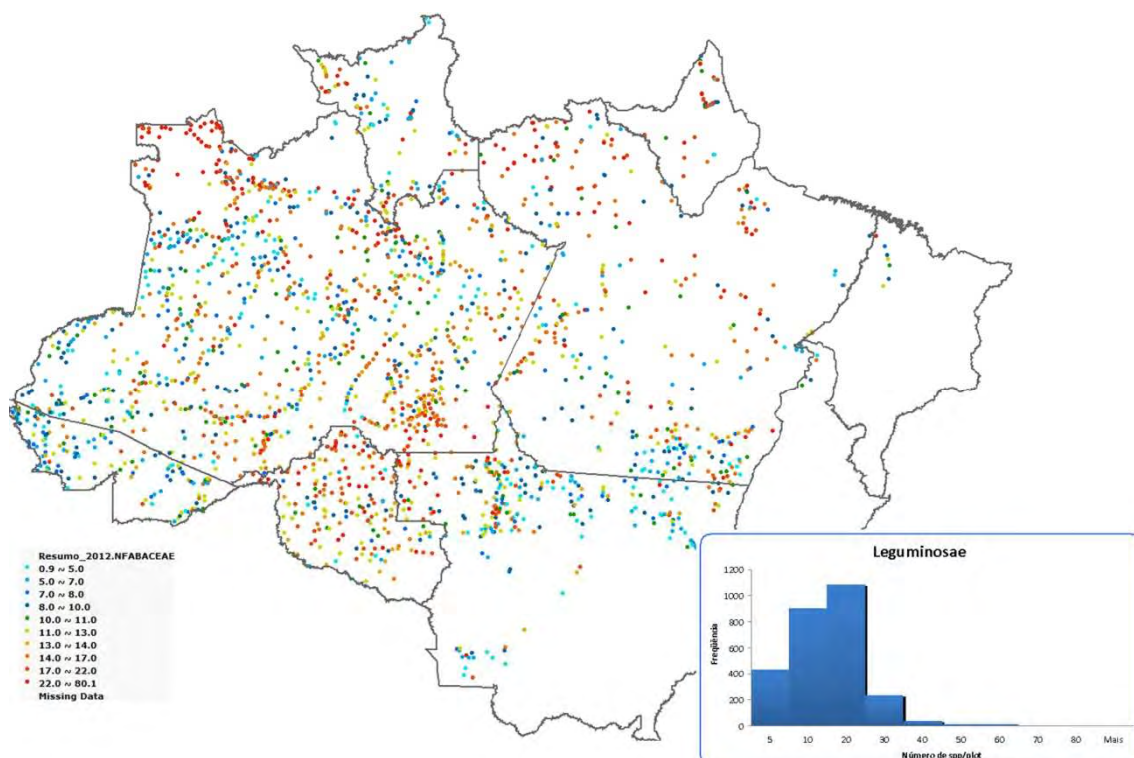 Resumo_2012.NFABACEAE
0.9 ~ 5.0
5.0 ~ 7.0
7.0 ~ 8.0
8.0 ~ 10.0
10.0 ~ 11.0
11.0 ~ 13.0
13.0 ~ 14.0
14.0 ~ 17.0
17.0 ~ 22.0
22.0 ~ 80.1
Missing Data
Leguminosae
Freqüência
1200
1000
800
600
400
200
0
5 10 20 30 40 50 60 70 80 Mais
Número de spp/plot